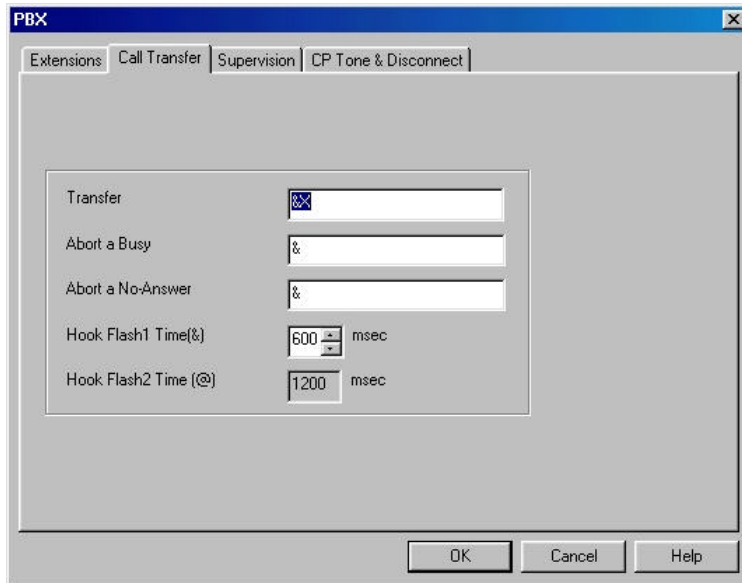 PBX
Extensions Call Transfer Supervision CP Tone & Disconnect
Transfer &X
Abort a Busy &
Abort a No-Answer &
Hook Flash1 Time(&) 600 msec
Hook Flash2 Time (@) 1200 msec
OK Cancel Help